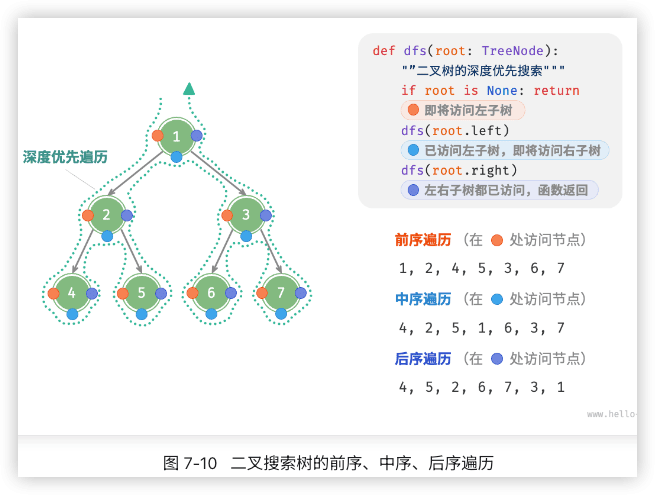 def dfs(root: TreeNode):
"""二叉树的深度优先搜索"""
if root is None: return
即将访问左子树
dfs(root.left)
已访问左子树，即将访问右子树
dfs(root.right)
左右子树都已访问，函数返回
深度优先遍历
1
2
3
4
5
6
7
前序遍历（在 处访问节点）
1, 2, 4, 5, 3, 6, 7
中序遍历（在 处访问节点）
4, 2, 5, 1, 6, 3, 7
后序遍历（在 处访问节点）
4, 5, 2, 6, 7, 3, 1
www.hello-
图 7-10 二叉搜索树的前序、中序、后序遍历